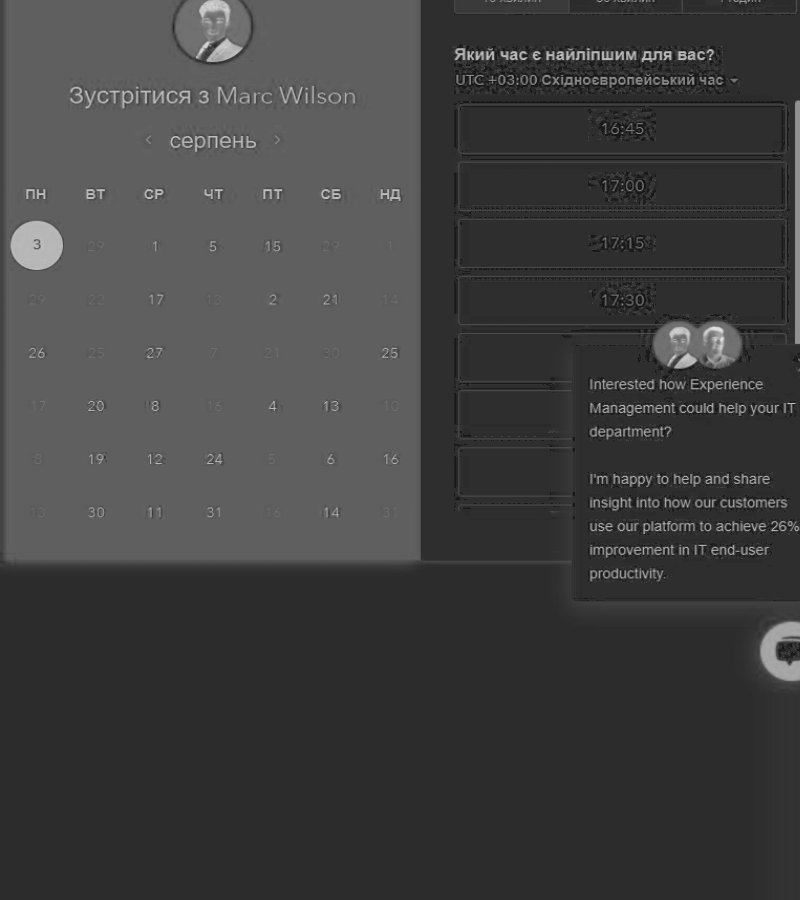 Зустрітися з Marc Wilson
серпень
ПН ВТ СР ЧТ ПТ СБ НД
3 29 1 5 15 29 1
29 22 17 13 2 21 14
26 25 27 7 21 30 25
17 20 8 16 4 13 10
8 19 12 24 5 6 16
13 30 11 31 16 14 31
Який час є найліпшим для вас?
UTC +03:00 Східноєвропейський час
16:45
17:00
17:15
17:30
Interested how Experience
Management could help your IT
department?
I'm happy to help and share
insight into how our customers
use our platform to achieve 26%
improvement in IT end-user
productivity.